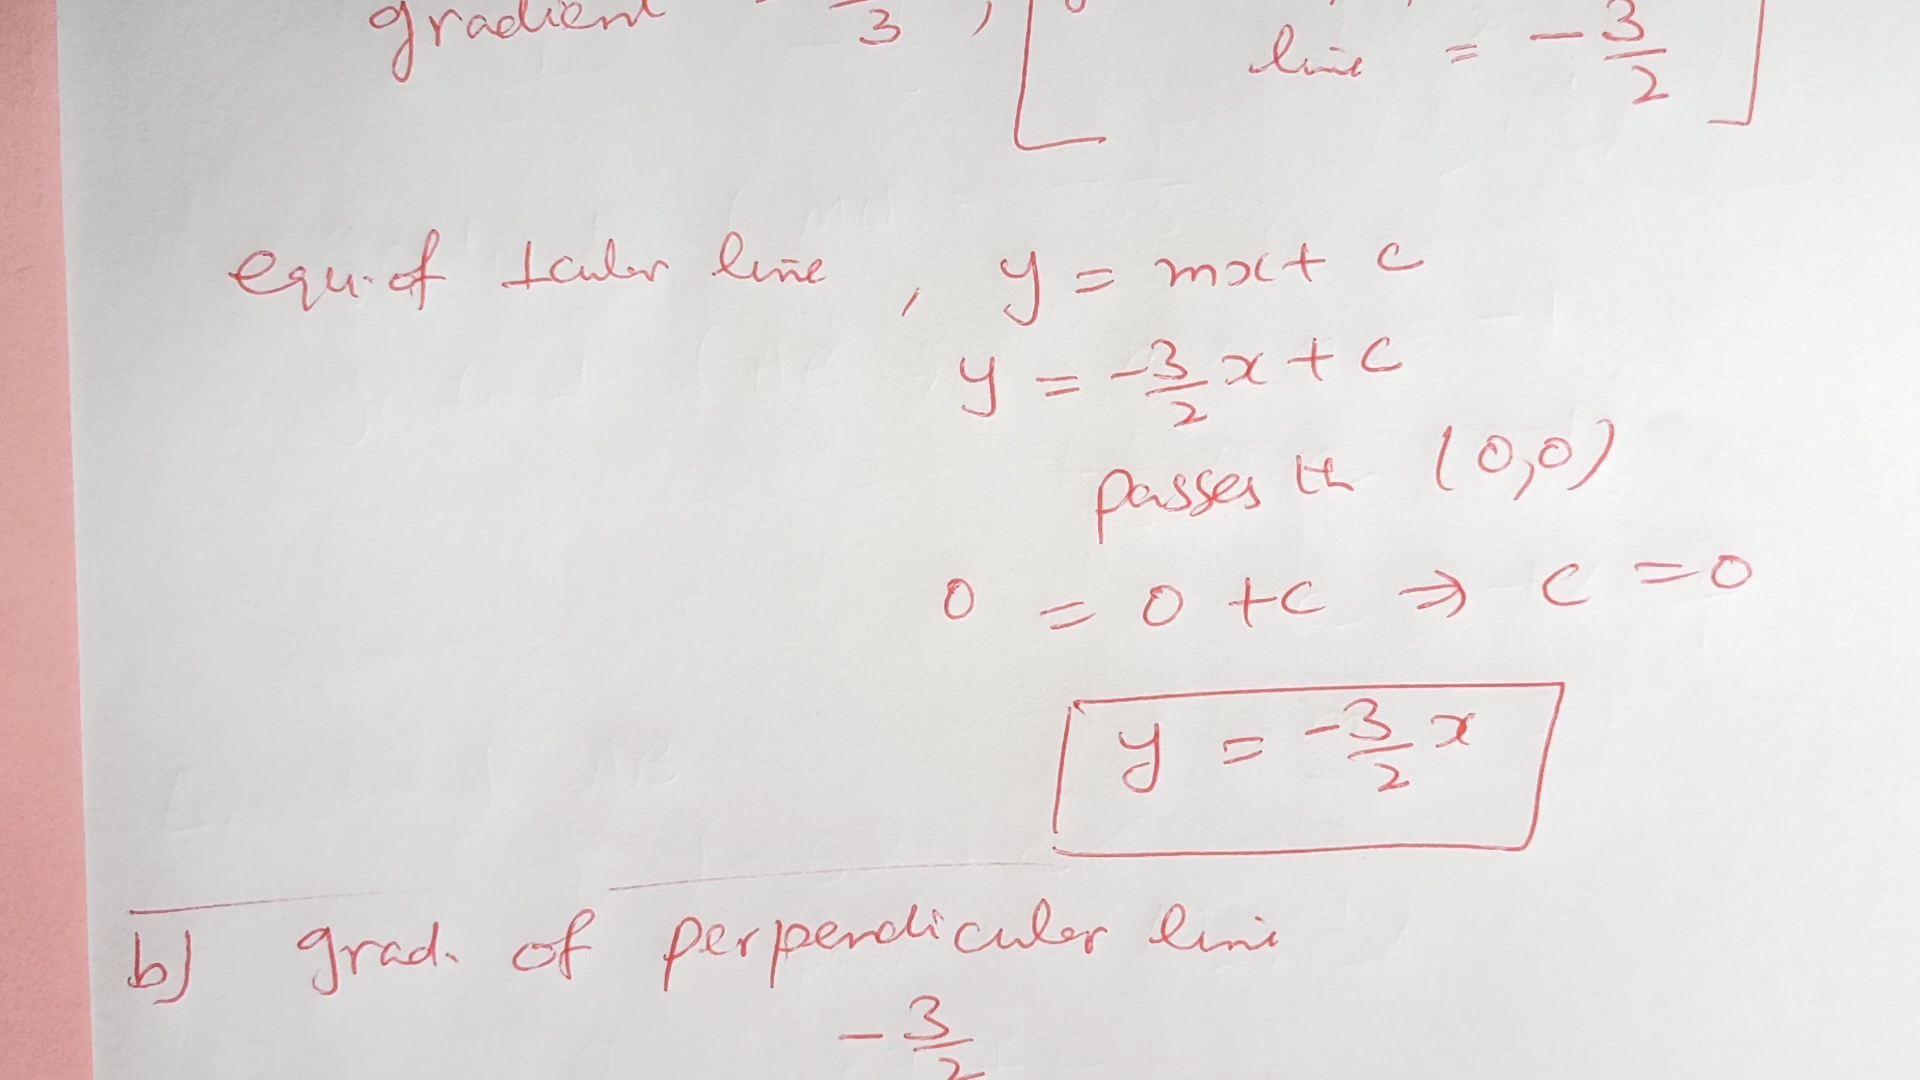 gradient 3 ,
line = -3/2
equ. of ⊥cular line , y = mx + c
y = -3/2 x + c
passes th (0,0)
0 = 0 + c ⇒ c = 0
y = -3/2 x
b) grad. of perpendicular line
-3/2